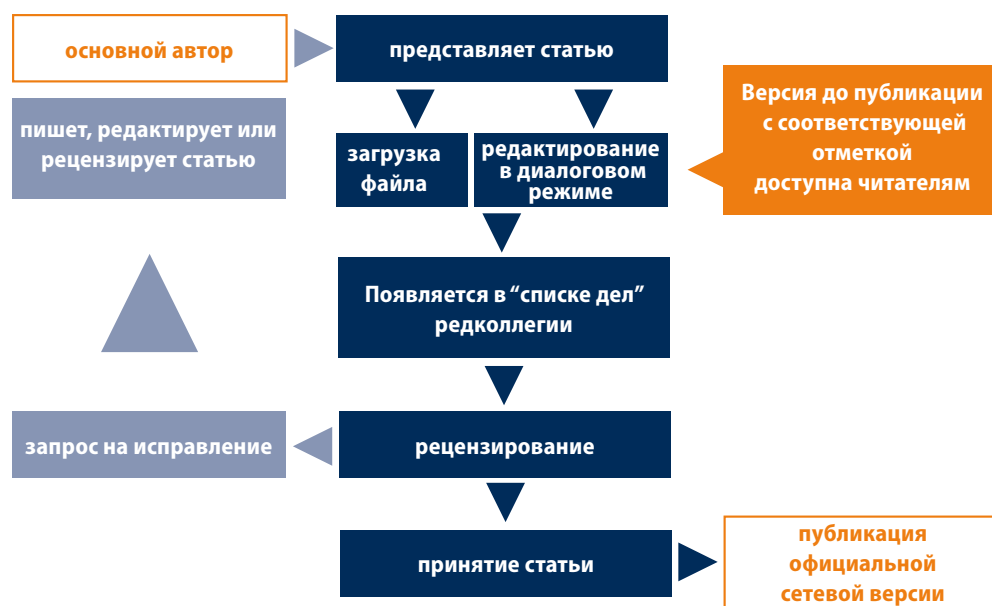 основной автор
представляет статью
пишет, редактирует или
рецензирует статью
загрузка
файла
редактирование
в диалоговом
режиме
Версия до публикации
с соответствующей
отметкой
доступна читателям
Появляется в “списке дел”
редколлегии
запрос на исправление
рецензирование
принятие статьи
публикация
официальной
сетевой версии